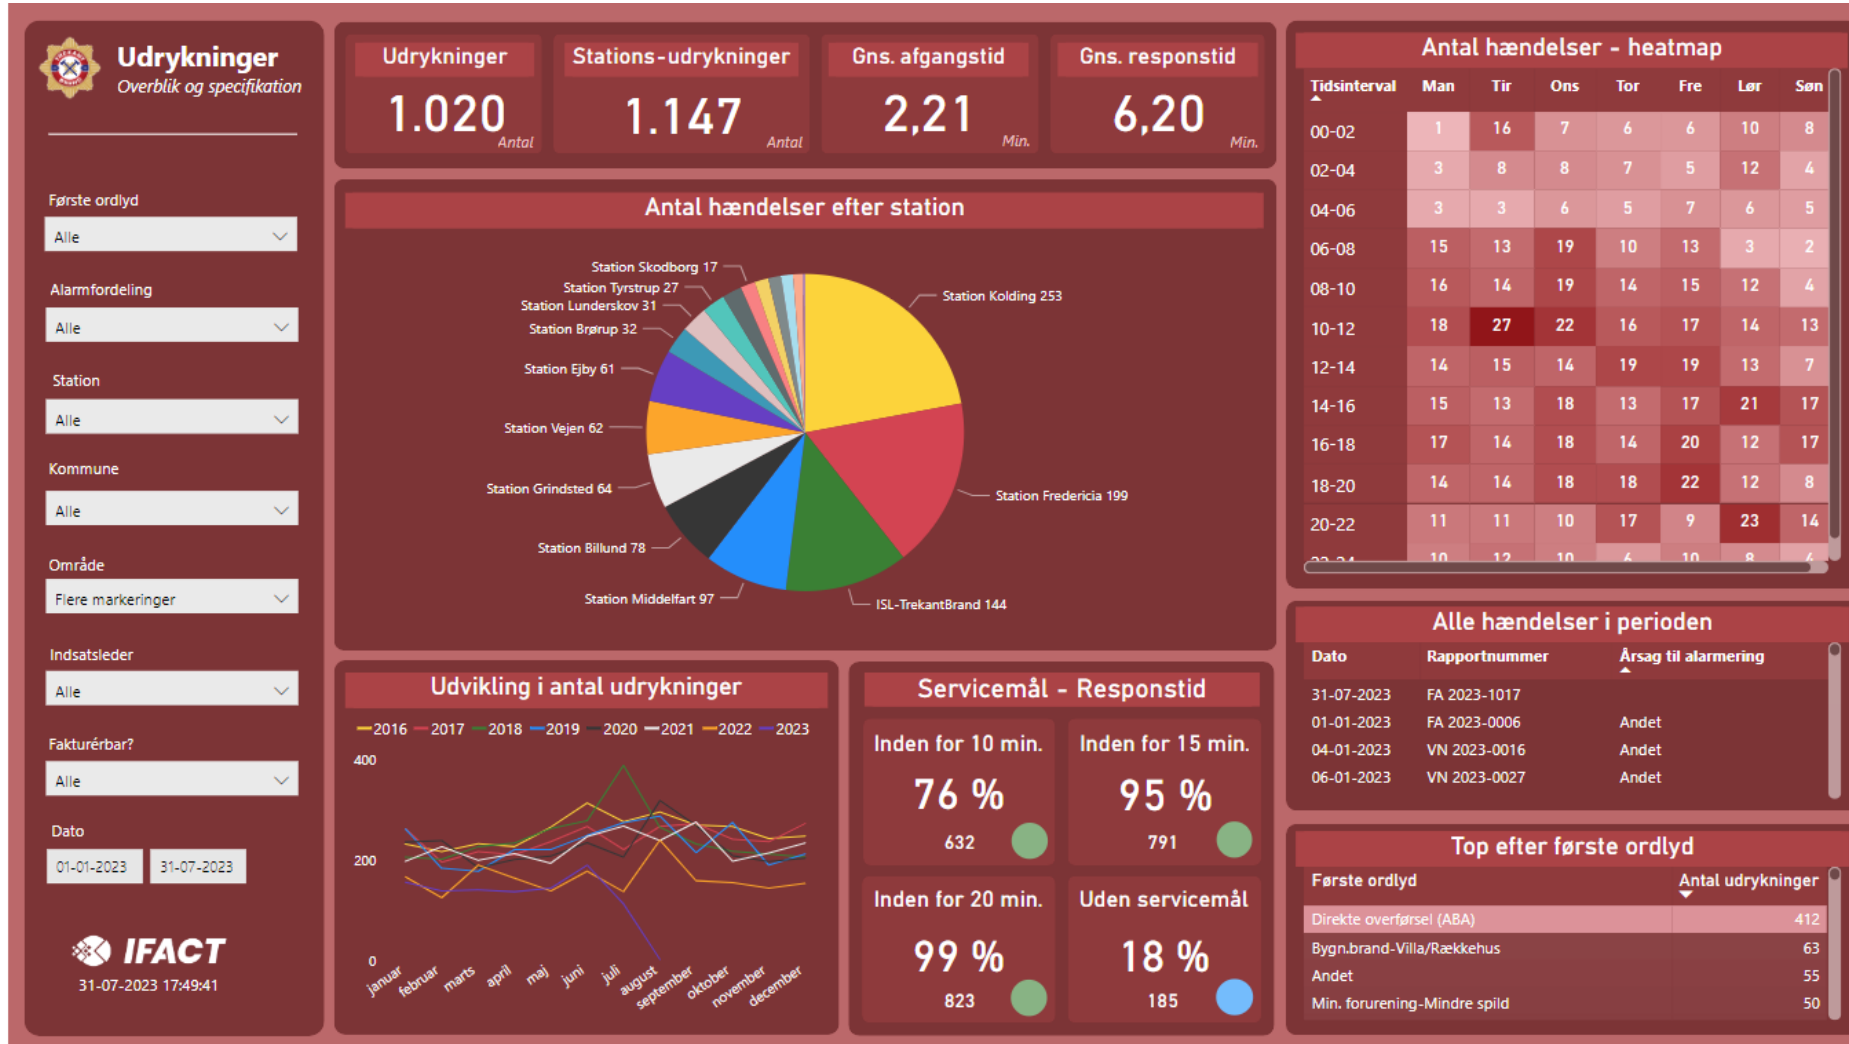 Udrykninger
Overblik og specifikation
Første ordlyd
Alle
Alarmfordeling
Alle
Station
Alle
Kommune
Alle
Område
Flere markeringer
Indsatsleder
Alle
Fakturérbar?
Alle
Dato
01-01-2023 31-07-2023
IFACT
31-07-2023 17:49:41
Udrykninger
1.020
Antal
Stations-udrykninger
1.147
Antal
Gns. afgangstid
2,21
Min.
Gns. responstid
6,20
Min.
Antal hændelser efter station
Station Skodborg 17
Station Tyrstrup 27
Station Lunderskov 31
Station Brørup 32
Station Ejby 61
Station Vejen 62
Station Grindsted 64
Station Billund 78
Station Middelfart 97
Station Kolding 253
Station Fredericia 199
ISL-TrekantBrand 144
Udvikling i antal udrykninger
2016 2017 2018 2019 2020 2021 2022 2023
400
200
0
januar februar marts april maj juni juli august september oktober november december
Servicemål - Responstid
Inden for 10 min.
76 %
632
Inden for 15 min.
95 %
791
Inden for 20 min.
99 %
823
Uden servicemål
18 %
185
Antal hændelser - heatmap
Tidsinterval Man Tir Ons Tor Fre Lør Søn
00-02 1 16 7 6 6 10 8
02-04 3 8 8 7 5 12 4
04-06 3 3 6 5 7 6 5
06-08 15 13 19 10 13 3 2
08-10 16 14 19 14 15 12 4
10-12 18 27 22 16 17 14 13
12-14 14 15 14 19 19 13 7
14-16 15 13 18 13 17 21 17
16-18 17 14 18 14 20 12 17
18-20 14 14 18 18 22 12 8
20-22 11 11 10 17 9 23 14
22-24 10 12 10 6 10 8 4
Alle hændelser i perioden
Dato Rapportnummer Årsag til alarmering
31-07-2023 FA 2023-1017
01-01-2023 FA 2023-0006 Andet
04-01-2023 VN 2023-0016 Andet
06-01-2023 VN 2023-0027 Andet
Top efter første ordlyd
Første ordlyd Antal udrykninger
Direkte overførsel (ABA) 412
Bygn.brand-Villa/Rækkehus 63
Andet 55
Min. forurening-Mindre spild 50